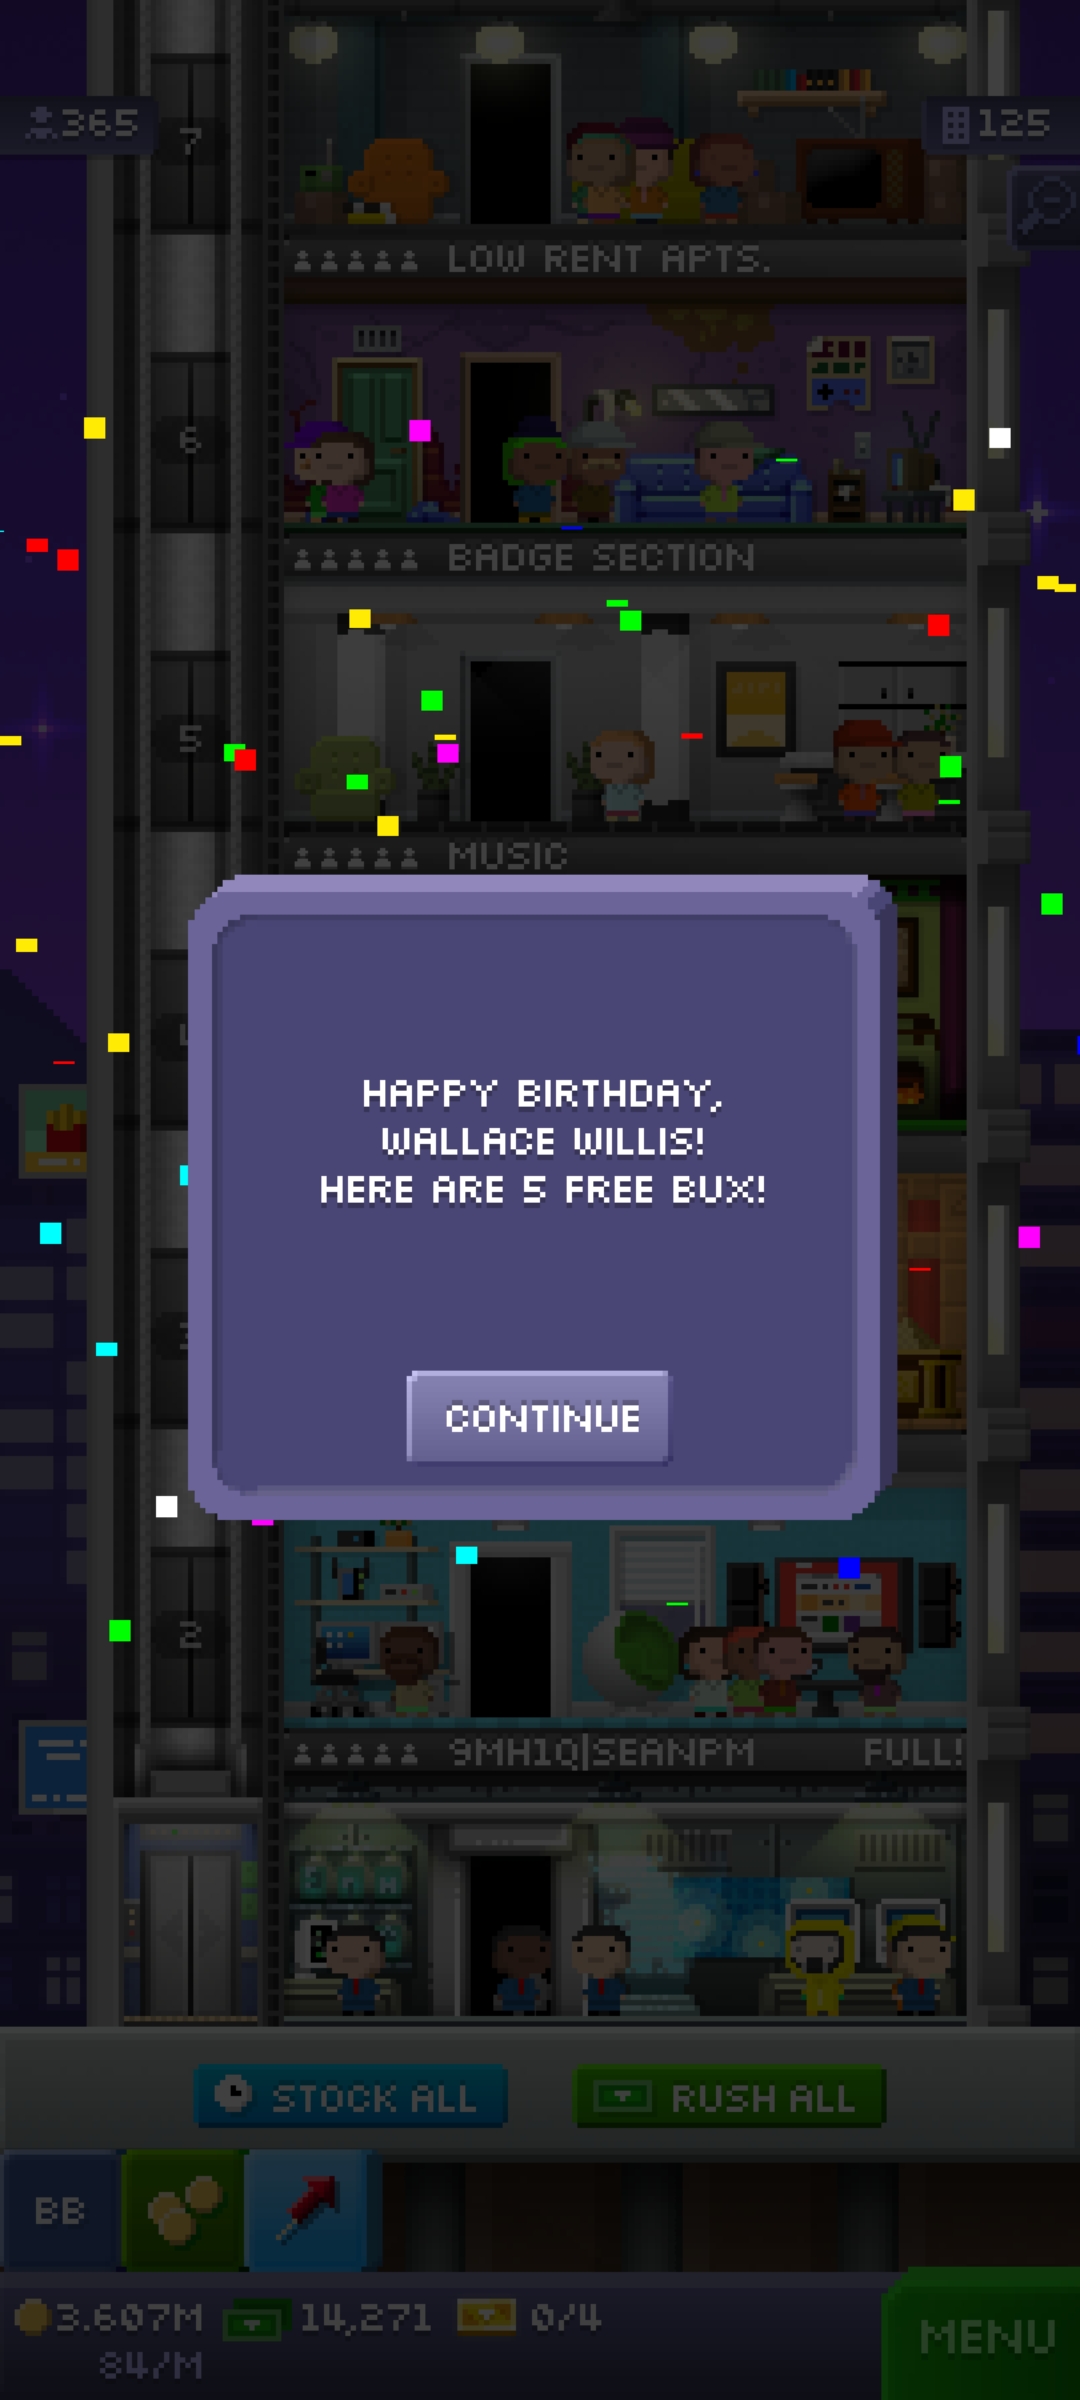 365
125
7
LOW RENT APTS.
6
BADGE SECTION
5
MUSIC
HAPPY BIRTHDAY,
WALLACE WILLIS!
HERE ARE 5 FREE BUX!
CONTINUE
2
9MH1Q|SEANPM FULL!
STOCK ALL RUSH ALL
BB
3.607M 14,271 0/4
84/M
MENU